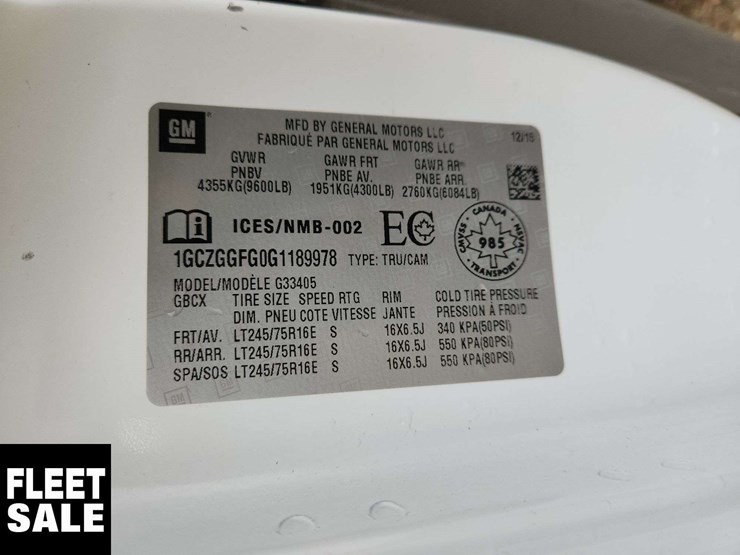 GM
MFD BY GENERAL MOTORS LLC
FABRIQUÉ PAR GENERAL MOTORS LLC
12/15
GVWR GAWR FRT GAWR RR
PNBV PNBE AV. PNBE ARR.
4355KG(9600LB) 1951KG(4300LB) 2760KG(6084LB)
ICES/NMB-002 EC
CANADA
CMVSS NSVAC
985
TRANSPORT
1GCZGGFG0G1189978 TYPE: TRU/CAM
MODEL/MODÈLE G33405
GBCX TIRE SIZE SPEED RTG RIM COLD TIRE PRESSURE
DIM. PNEU COTE VITESSE JANTE PRESSION À FROID
FRT/AV. LT245/75R16E S 16X6.5J 340 KPA(50PSI)
RR/ARR. LT245/75R16E S 16X6.5J 550 KPA(80PSI)
SPA/SOS LT245/75R16E S 16X6.5J 550 KPA(80PSI)
FLEET
SALE